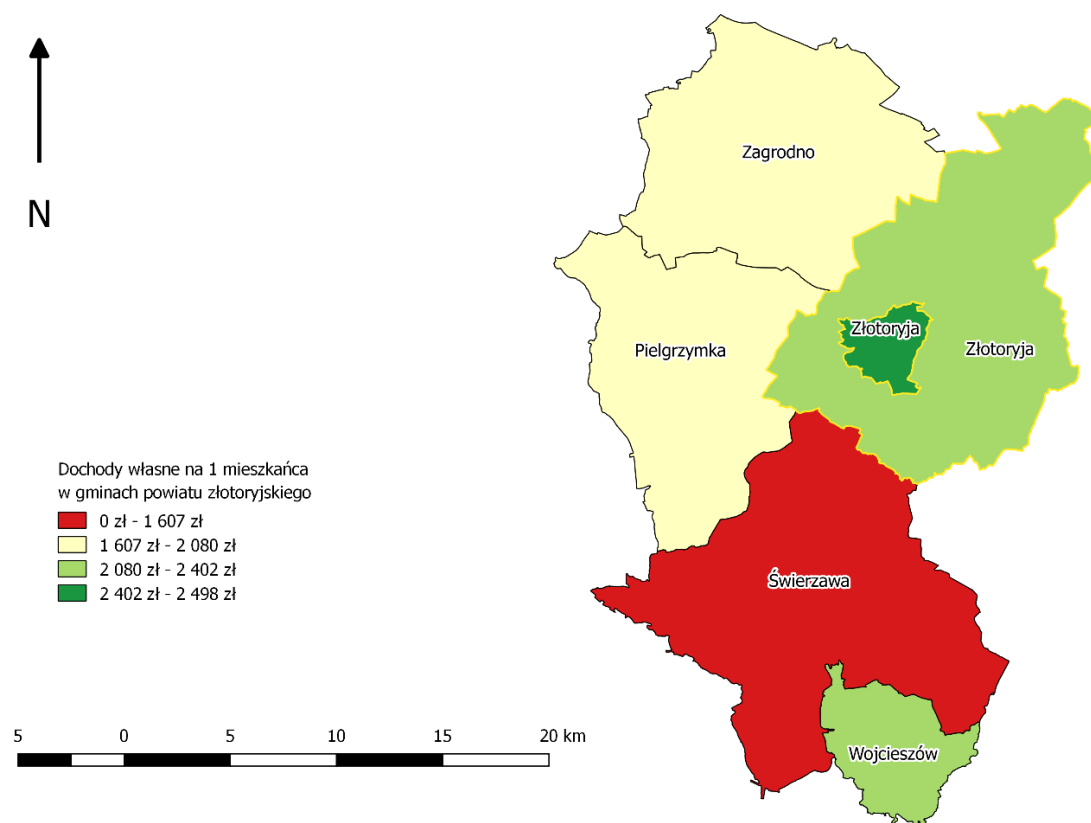 N
Zagrodno
Złotoryja
Złotoryja
Pielgrzymka
Dochody własne na 1 mieszkańca
w gminach powiatu złotoryjskiego
0 zł - 1 607 zł
1 607 zł - 2 080 zł
2 080 zł - 2 402 zł
2 402 zł - 2 498 zł
Świerzawa
5 0 5 10 15 20 km
Wojcieszów